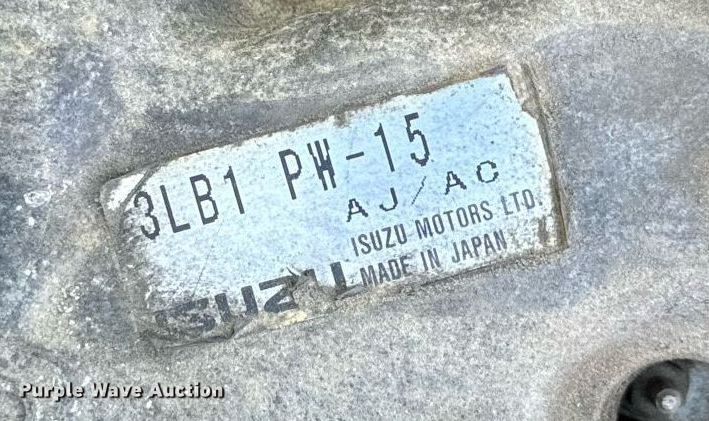 3LB1 PW-15
AJ/AC
ISUZU MOTORS LTD.
ISUZU MADE IN JAPAN
Purple Wave Auction